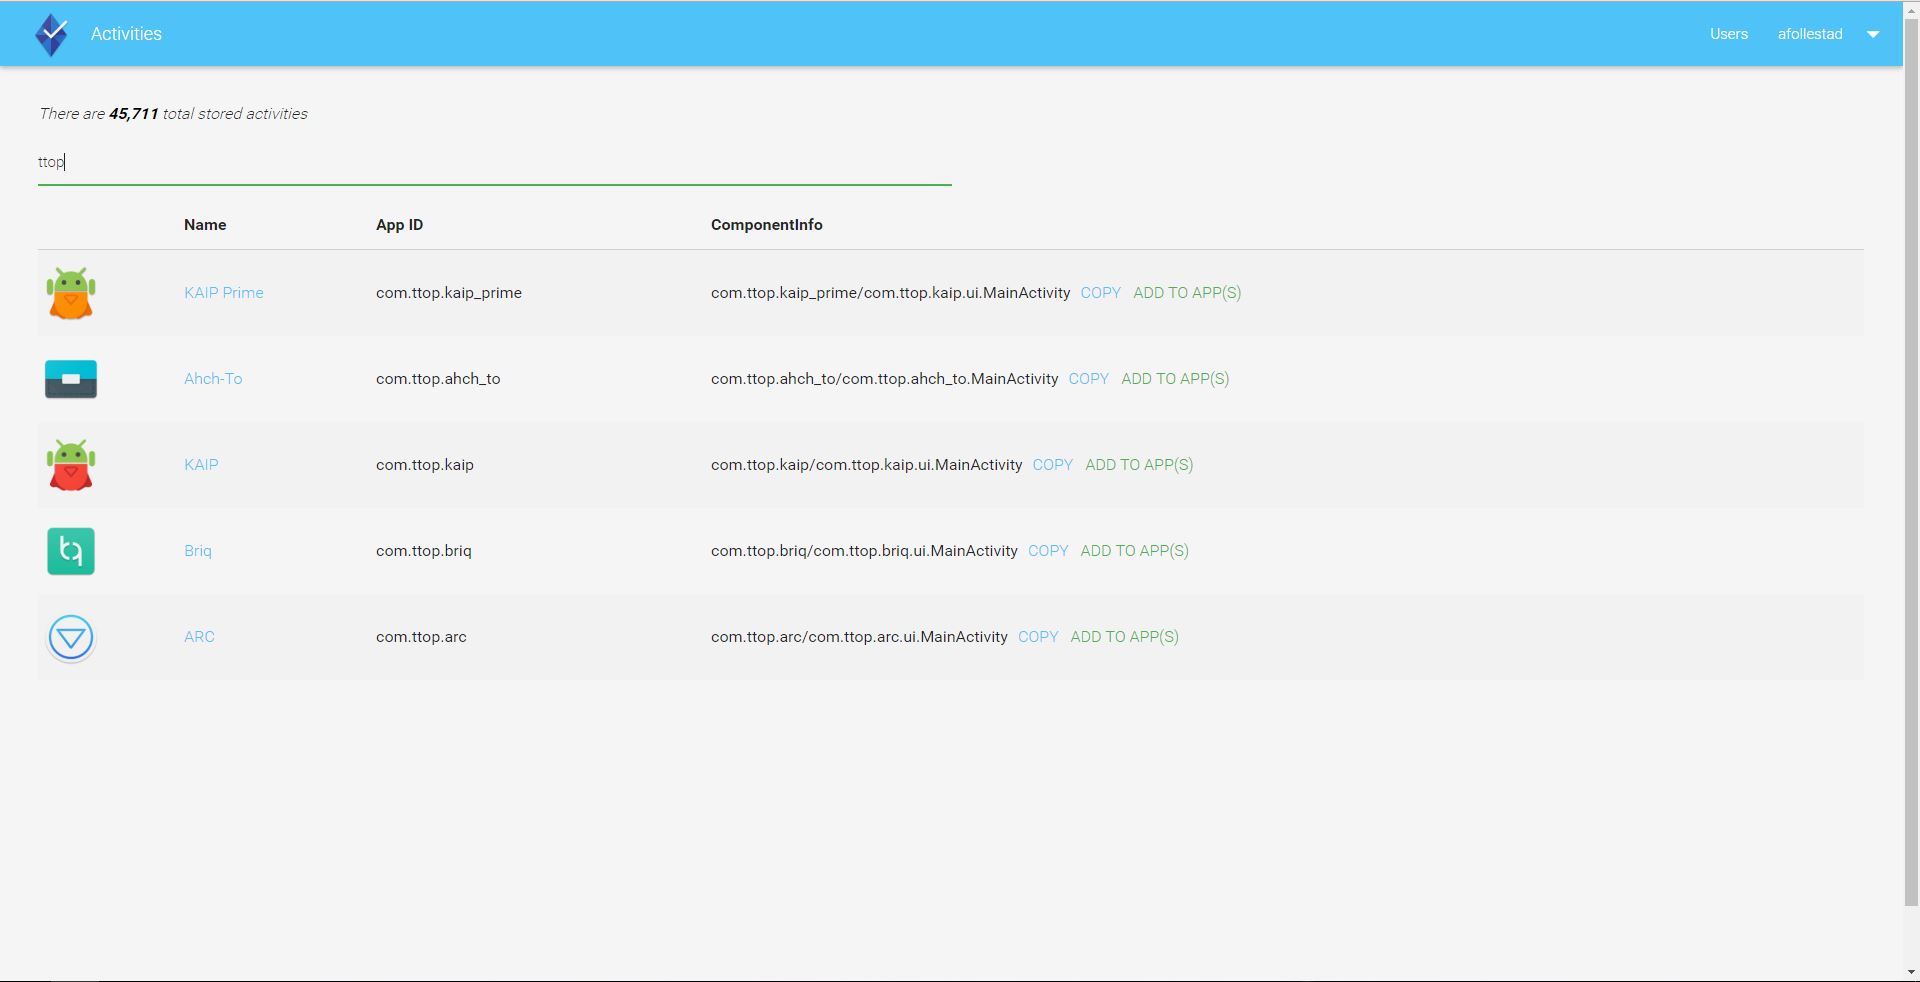 Activities Users afollestad
There are 45,711 total stored activities
ttop
Name App ID ComponentInfo
KAIP Prime com.ttop.kaip_prime com.ttop.kaip_prime/com.ttop.kaip.ui.MainActivity COPY ADD TO APP(S)
Ahch-To com.ttop.ahch_to com.ttop.ahch_to/com.ttop.ahch_to.MainActivity COPY ADD TO APP(S)
KAIP com.ttop.kaip com.ttop.kaip/com.ttop.kaip.ui.MainActivity COPY ADD TO APP(S)
Briq com.ttop.briq com.ttop.briq/com.ttop.briq.ui.MainActivity COPY ADD TO APP(S)
ARC com.ttop.arc com.ttop.arc/com.ttop.arc.ui.MainActivity COPY ADD TO APP(S)